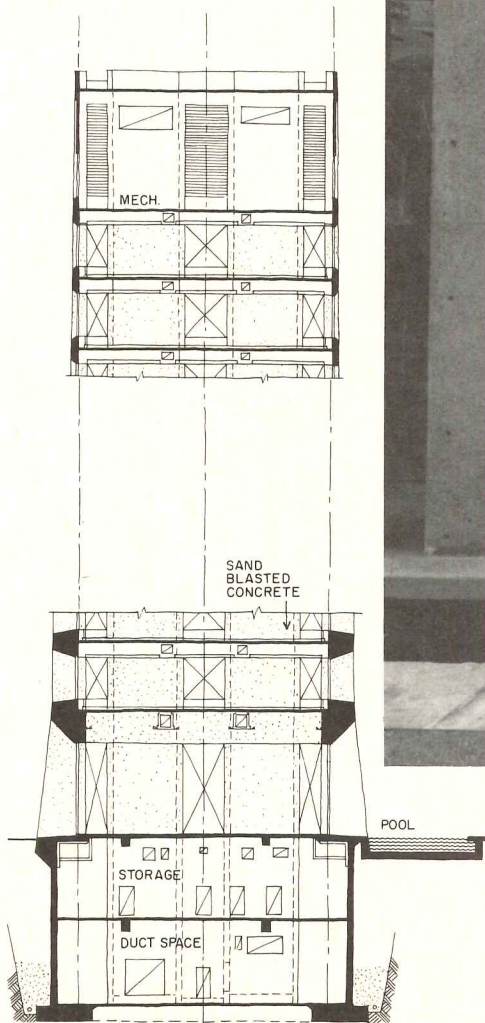 MECH.
SAND
BLASTED
CONCRETE
POOL
STORAGE
DUCT SPACE